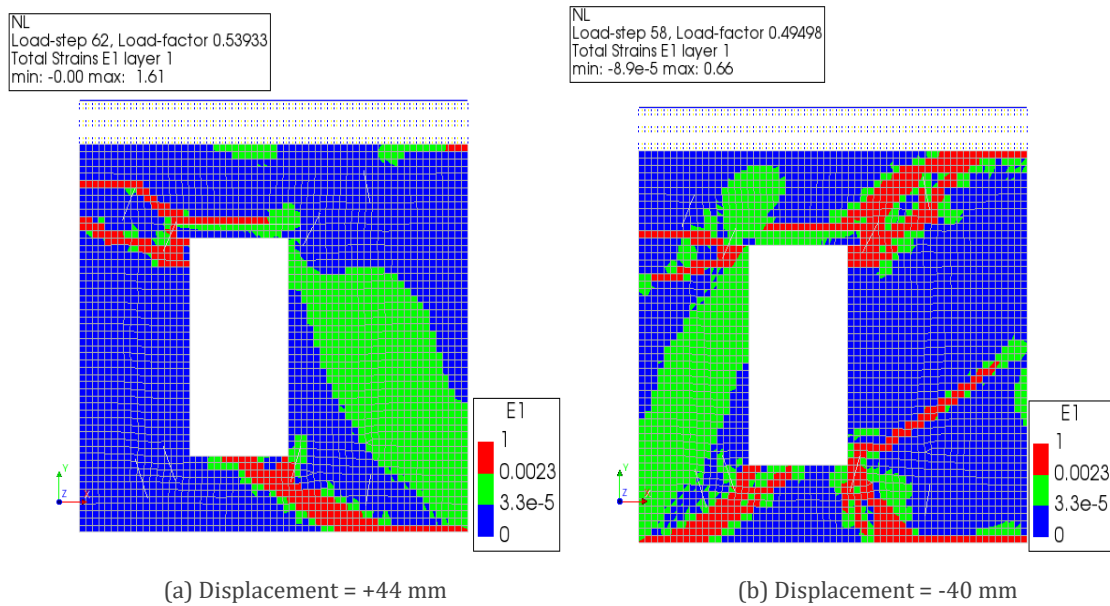 NL
Load-step 62, Load-factor 0.53933
Total Strains E1 layer 1
min: -0.00 max: 1.61
Y
Z
X
E1
1
0.0023
3.3e-5
0
(a) Displacement = +44 mm
NL
Load-step 58, Load-factor 0.49498
Total Strains E1 layer 1
min: -8.9e-5 max: 0.66
Y
Z
X
E1
1
0.0023
3.3e-5
0
(b) Displacement = -40 mm